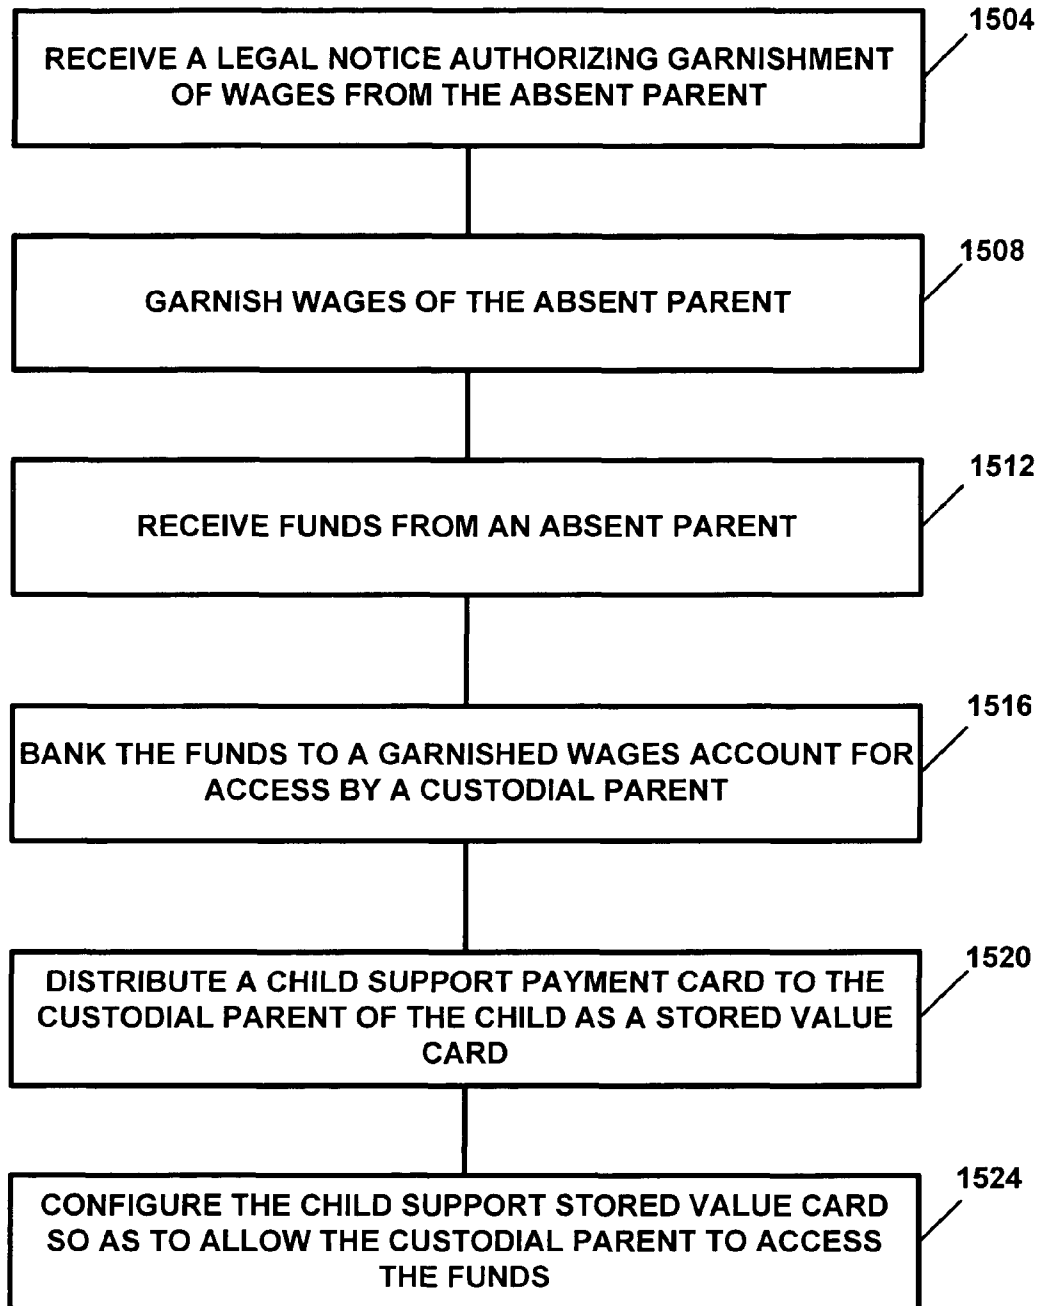 1504
RECEIVE A LEGAL NOTICE AUTHORIZING GARNISHMENT
OF WAGES FROM THE ABSENT PARENT
1508
GARNISH WAGES OF THE ABSENT PARENT
1512
RECEIVE FUNDS FROM AN ABSENT PARENT
1516
BANK THE FUNDS TO A GARNISHED WAGES ACCOUNT FOR
ACCESS BY A CUSTODIAL PARENT
1520
DISTRIBUTE A CHILD SUPPORT PAYMENT CARD TO THE
CUSTODIAL PARENT OF THE CHILD AS A STORED VALUE
CARD
1524
CONFIGURE THE CHILD SUPPORT STORED VALUE CARD
SO AS TO ALLOW THE CUSTODIAL PARENT TO ACCESS
THE FUNDS